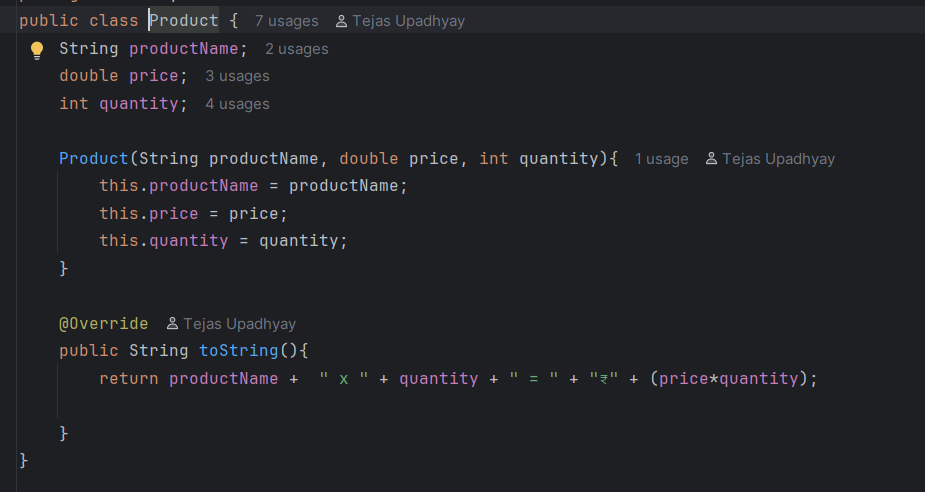 public class Product { 7 usages Tejas Upadhyay
String productName; 2 usages
double price; 3 usages
int quantity; 4 usages
Product(String productName, double price, int quantity){ 1 usage Tejas Upadhyay
this.productName = productName;
this.price = price;
this.quantity = quantity;
}
@Override Tejas Upadhyay
public String toString(){
return productName +  " x " + quantity + " = " + "₹" + (price*quantity);
}
}